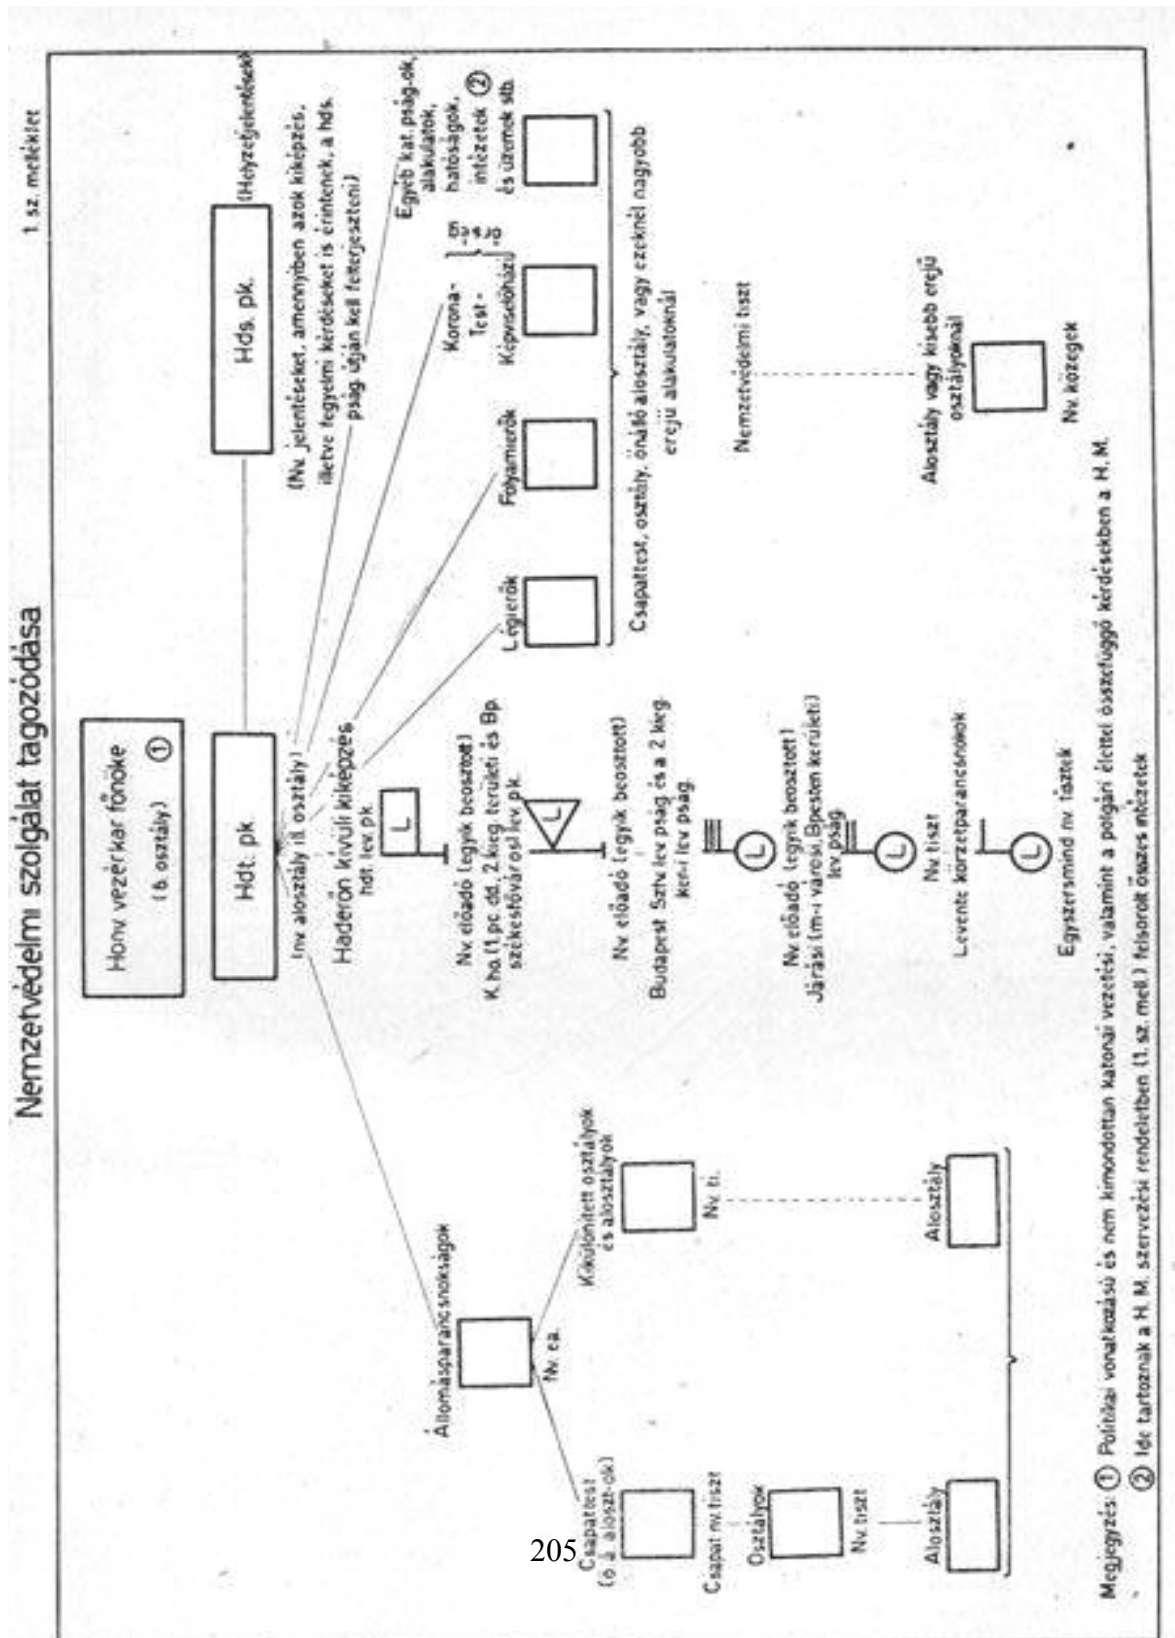 1. sz. melléklet
Nemzetvédelmi szolgálat tagozódása
Honv. vezérkar főnöke
(6. osztály) ①
Hdt. pk.
Hds. pk.
(Helyzetjelentések)
(nv. alosztály ill. osztály)
(Nv. jelentéseket, amennyiben azok kiképzés,
illetve fegyelmi kérdéseket is érintenek, a hds.
pság. útján kell felterjeszteni)
Állomásparancsnokságok
Nv. ea.
Csapattest
(ö. á. aloszt-ok)
Csapat nv. tiszt
Osztályok
Nv. tiszt
Alosztály
Kikülönített osztályok
és alosztályok
Nv. ti.
Alosztály
Haderőn kívüli kiképzés
hdt. lev. pk.
L
Nv. előadó (egyik beosztott)
K. ho. (1. pc. dd., 2. kieg. területi és Bp.
székesfővárosi lev. pk.
L
Nv. előadó (egyik beosztott)
Budapest Szfv. lev. pság és a 2 kieg.
ker-i lev. pság.
L
Nv. előadó (egyik beosztott)
Járási (m-i városi, Bpesten kerületi)
lev. pság.
L
Nv. tiszt
Levente körzetparancsnokok
L
Egyszersmind nv. tisztek
Légierők
Folyamierők
Korona-
Test-
Képviselőházi
őrség
Egyéb kat. pság-ok,
alakulatok,
hatóságok,
intézetek ②
és üzemek stb.
Csapattest, osztály, önálló alosztály, vagy ezeknél nagyobb
erejű alakulatoknál
Nemzetvédelmi tiszt
Alosztály vagy kisebb erejű
osztályoknál
Nv. közegek
Megjegyzés: ① Politikai vonatkozású és nem kimondottan katonai vezetési, valamint a polgári élettel összefüggő kérdésekben a H. M.
② Ide tartoznak a H. M. szervezési rendeletben (1. sz. mell.) felsorolt összes intézetek
205